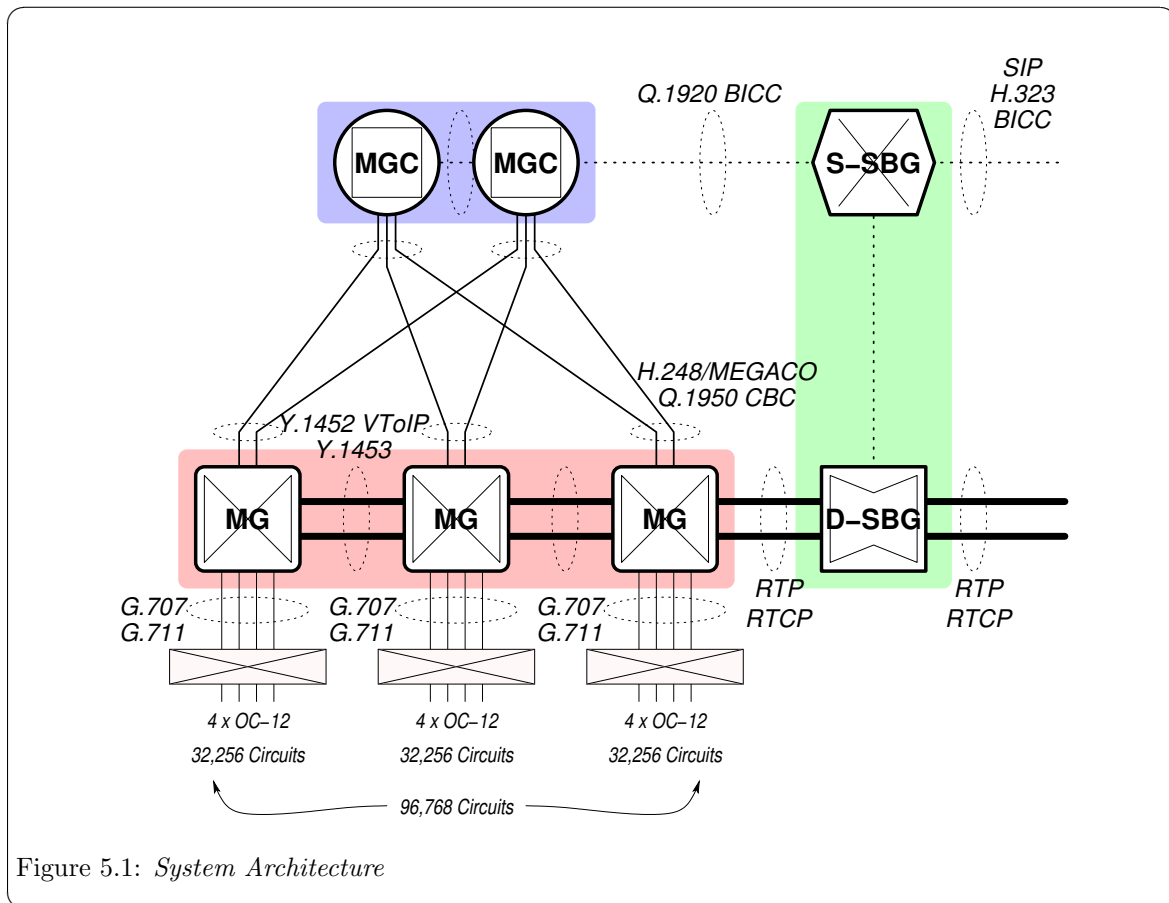 SIP
Q.1920 BICC
H.323
BICC
MGC
MGC
S–SBG
H.248/MEGACO
Q.1950 CBC
Y.1452 VToIP
Y.1453
MG
MG
MG
D–SBG
G.707
G.711
G.707
G.711
G.707
G.711
RTP
RTCP
RTP
RTCP
4 x OC–12
4 x OC–12
4 x OC–12
32,256 Circuits
32,256 Circuits
32,256 Circuits
96,768 Circuits
Figure 5.1: System Architecture